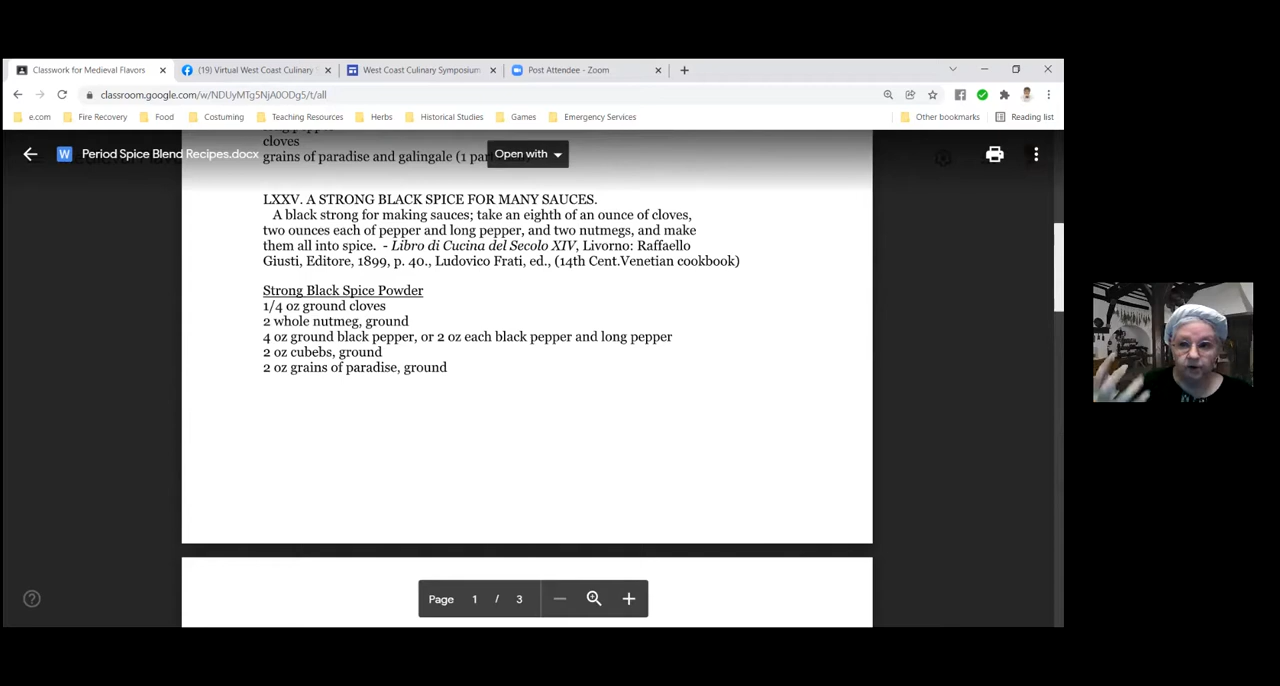 Classwork for Medieval Flavors
(19) Virtual West Coast Culinary
West Coast Culinary Symposium
Post Attendee - Zoom
classroom.google.com/w/NDUyMTg5NjA0ODg5/t/all
e.com
Fire Recovery
Food
Costuming
Teaching Resources
Herbs
Historical Studies
Games
Emergency Services
Other bookmarks
Reading list
cloves
Period Spice Blend Recipes.docx
Open with
grains of paradise and galingale (1
LXXV. A STRONG BLACK SPICE FOR MANY SAUCES.
A black strong for making sauces; take an eighth of an ounce of cloves,
two ounces each of pepper and long pepper, and two nutmegs, and make
them all into spice. - Libro di Cucina del Secolo XIV, Livorno: Raffaello
Giusti, Editore, 1899, p. 40., Ludovico Frati, ed., (14th Cent.Venetian cookbook)
Strong Black Spice Powder
1/4 oz ground cloves
2 whole nutmeg, ground
4 oz ground black pepper, or 2 oz each black pepper and long pepper
2 oz cubebs, ground
2 oz grains of paradise, ground
Page 1 / 3